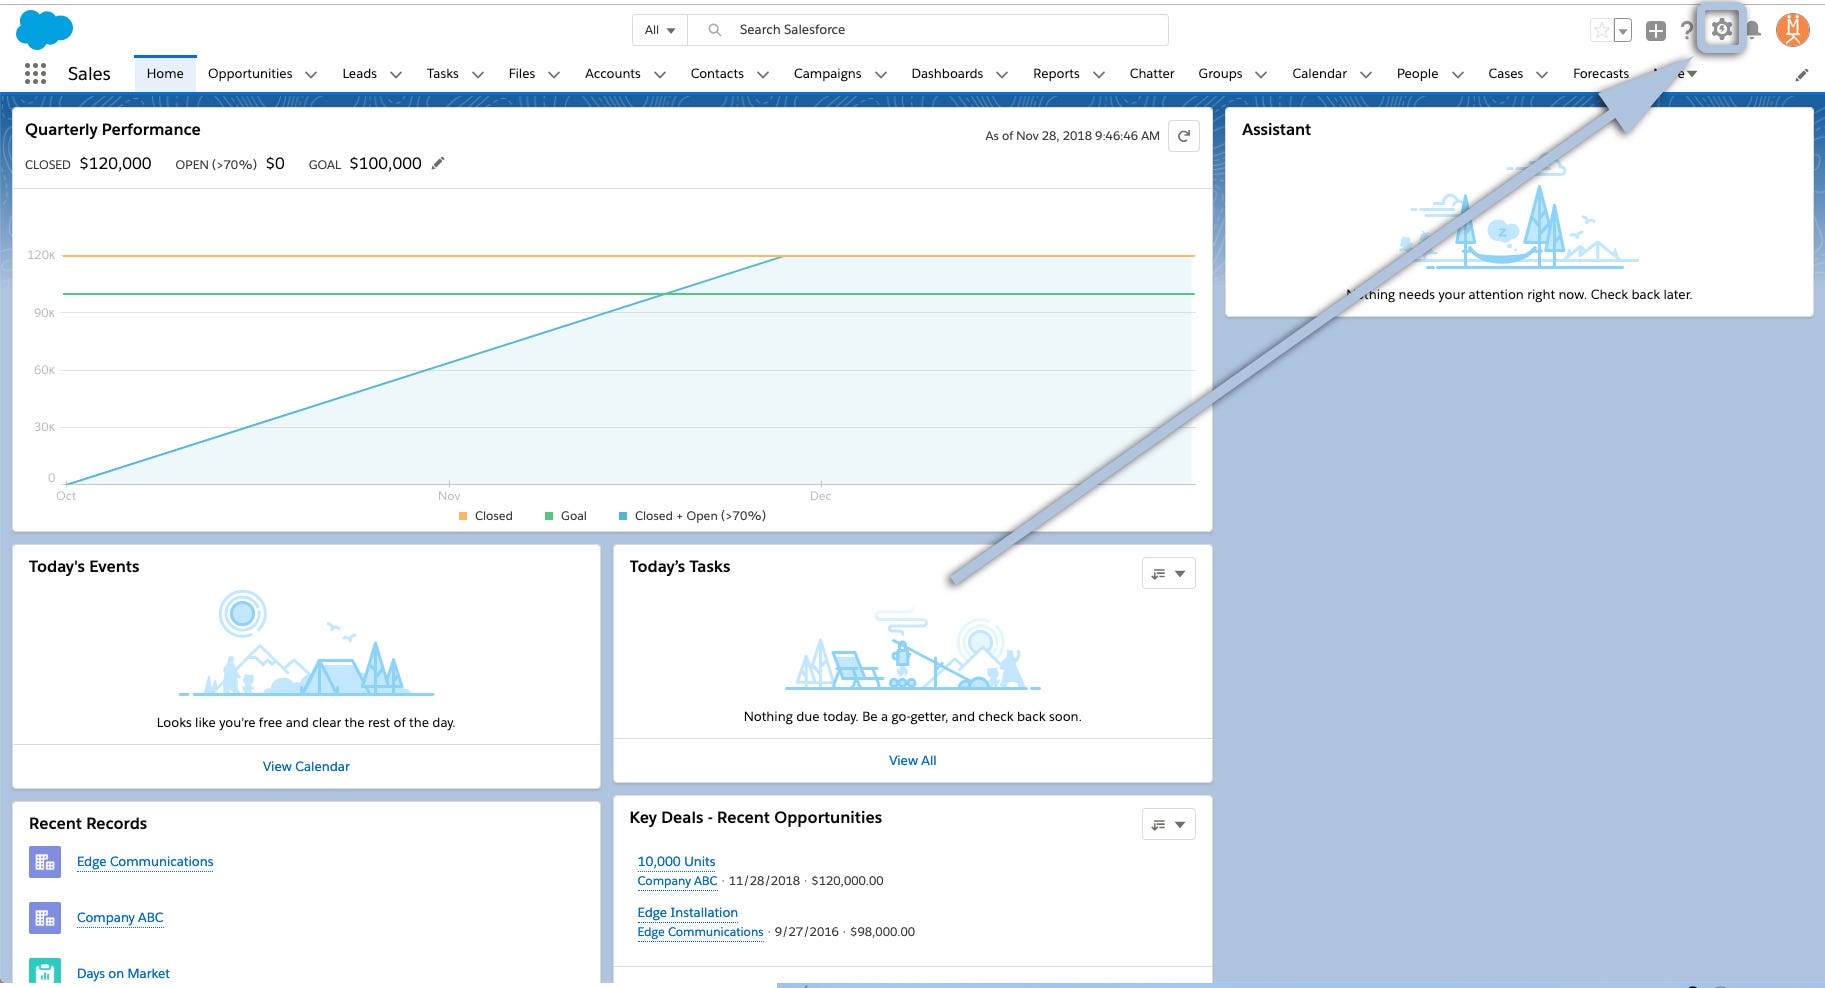 All Search Salesforce
Sales Home Opportunities Leads Tasks Files Accounts Contacts Campaigns Dashboards Reports Chatter Groups Calendar People Cases Forecasts
Quarterly Performance
As of Nov 28, 2018 9:46:46 AM
CLOSED $120,000 OPEN (>70%) $0 GOAL $100,000
120K
90K
60K
30K
0
Oct Nov Dec
Closed Goal Closed + Open (>70%)
Assistant
z
Nothing needs your attention right now. Check back later.
Today's Events
Looks like you're free and clear the rest of the day.
View Calendar
Today's Tasks
Nothing due today. Be a go-getter, and check back soon.
View All
Recent Records
Edge Communications
Company ABC
Days on Market
Key Deals - Recent Opportunities
10,000 Units
Company ABC · 11/28/2018 · $120,000.00
Edge Installation
Edge Communications · 9/27/2016 · $98,000.00